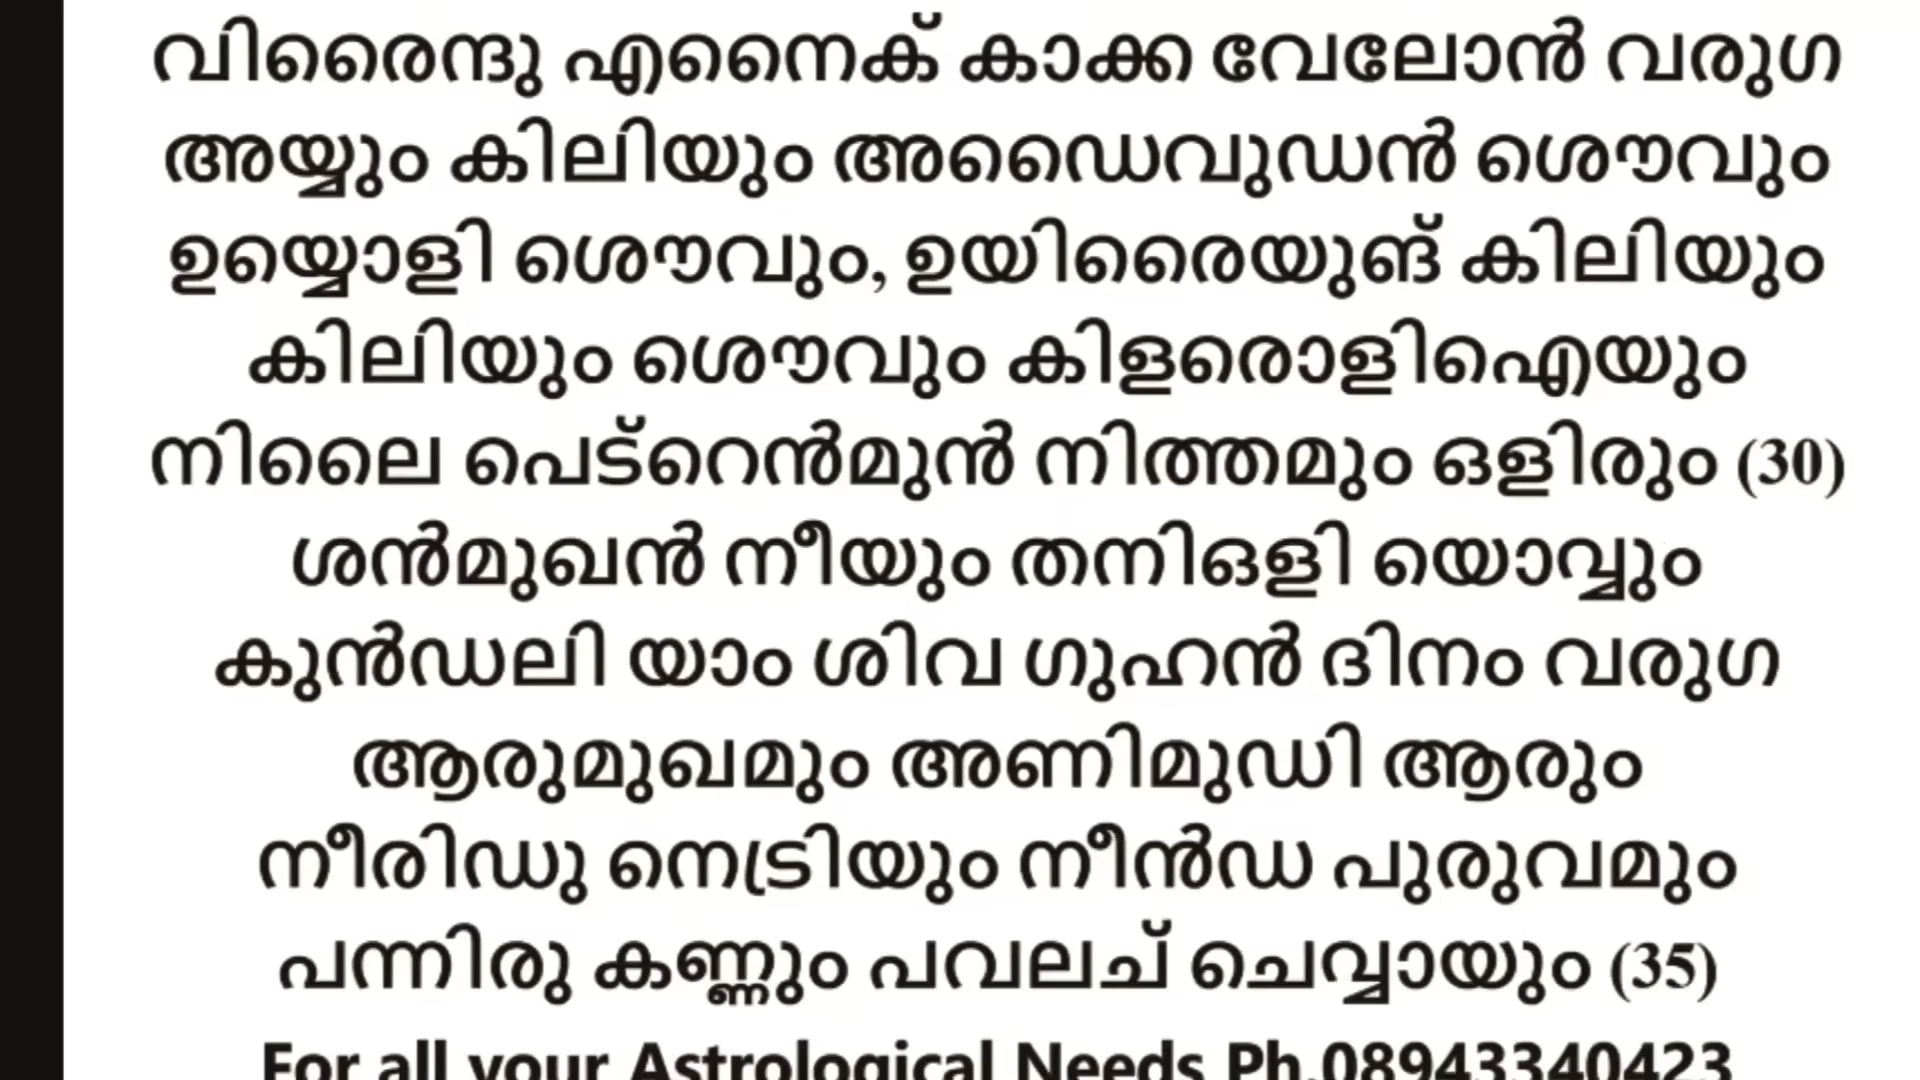 വിരൈന്ദു എനൈക് കാക്ക വേലോൻ വരുഗ
അയ്യും കിലിയും അഡൈവുഡൻ ശൌവും
ഉയ്യൊളി ശൌവും, ഉയിരൈയുങ് കിലിയും
കിലിയും ശൌവും കിളരൊളിഐയും
നിലൈ പെട്റെൻമുൻ നിത്തമും ഒളിരും (30)
ശൻമുഖൻ നീയും തനിഒളി യൊവ്വും
കുൻഡലി യാം ശിവ ഗുഹൻ ദിനം വരുഗ
ആരുമുഖമും അണിമുഡി ആരും
നീരിഡു നെട്രിയും നീൻഡ പുരുവമും
പന്നിരു കണ്ണും പവലച് ചെവ്വായും (35)
For all your Astrological Needs Ph.08943340423